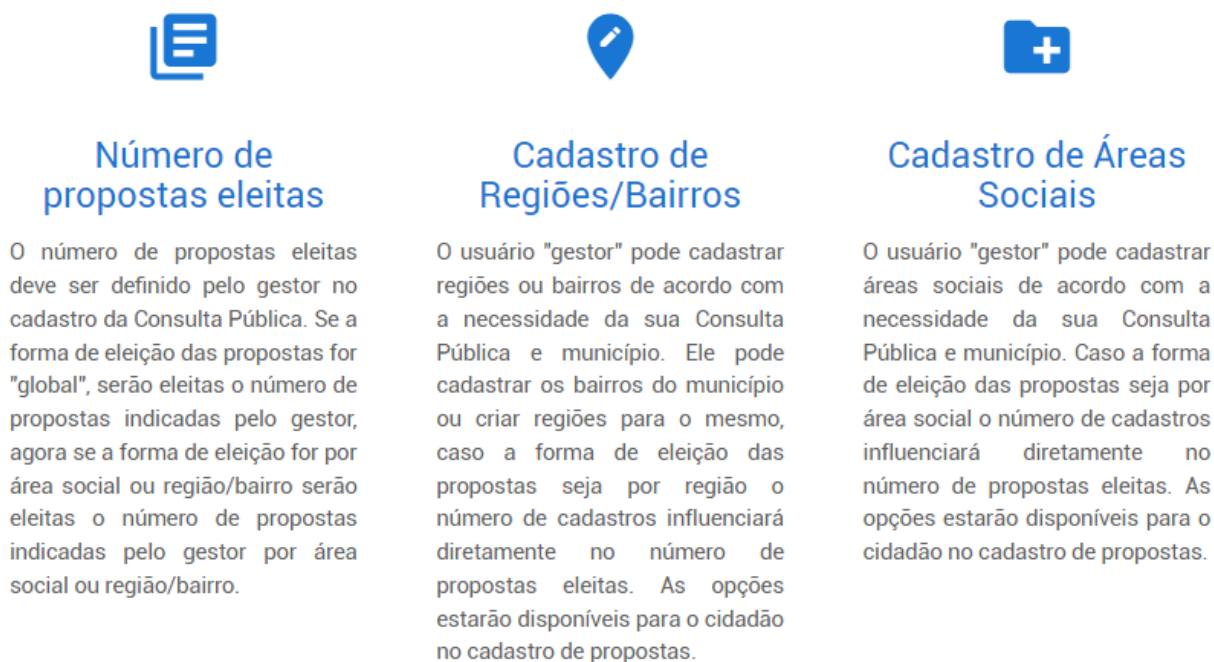 Número de
propostas eleitas
O número de propostas eleitas
deve ser definido pelo gestor no
cadastro da Consulta Pública. Se a
forma de eleição das propostas for
"global", serão eleitas o número de
propostas indicadas pelo gestor,
agora se a forma de eleição for por
área social ou região/bairro serão
eleitas o número de propostas
indicadas pelo gestor por área
social ou região/bairro.
Cadastro de
Regiões/Bairros
O usuário "gestor" pode cadastrar
regiões ou bairros de acordo com
a necessidade da sua Consulta
Pública e município. Ele pode
cadastrar os bairros do município
ou criar regiões para o mesmo,
caso a forma de eleição das
propostas seja por região o
número de cadastros influenciará
diretamente no número de
propostas eleitas. As opções
estarão disponíveis para o cidadão
no cadastro de propostas.
Cadastro de Áreas
Sociais
O usuário "gestor" pode cadastrar
áreas sociais de acordo com a
necessidade da sua Consulta
Pública e município. Caso a forma
de eleição das propostas seja por
área social o número de cadastros
influenciará diretamente no
número de propostas eleitas. As
opções estarão disponíveis para o
cidadão no cadastro de propostas.